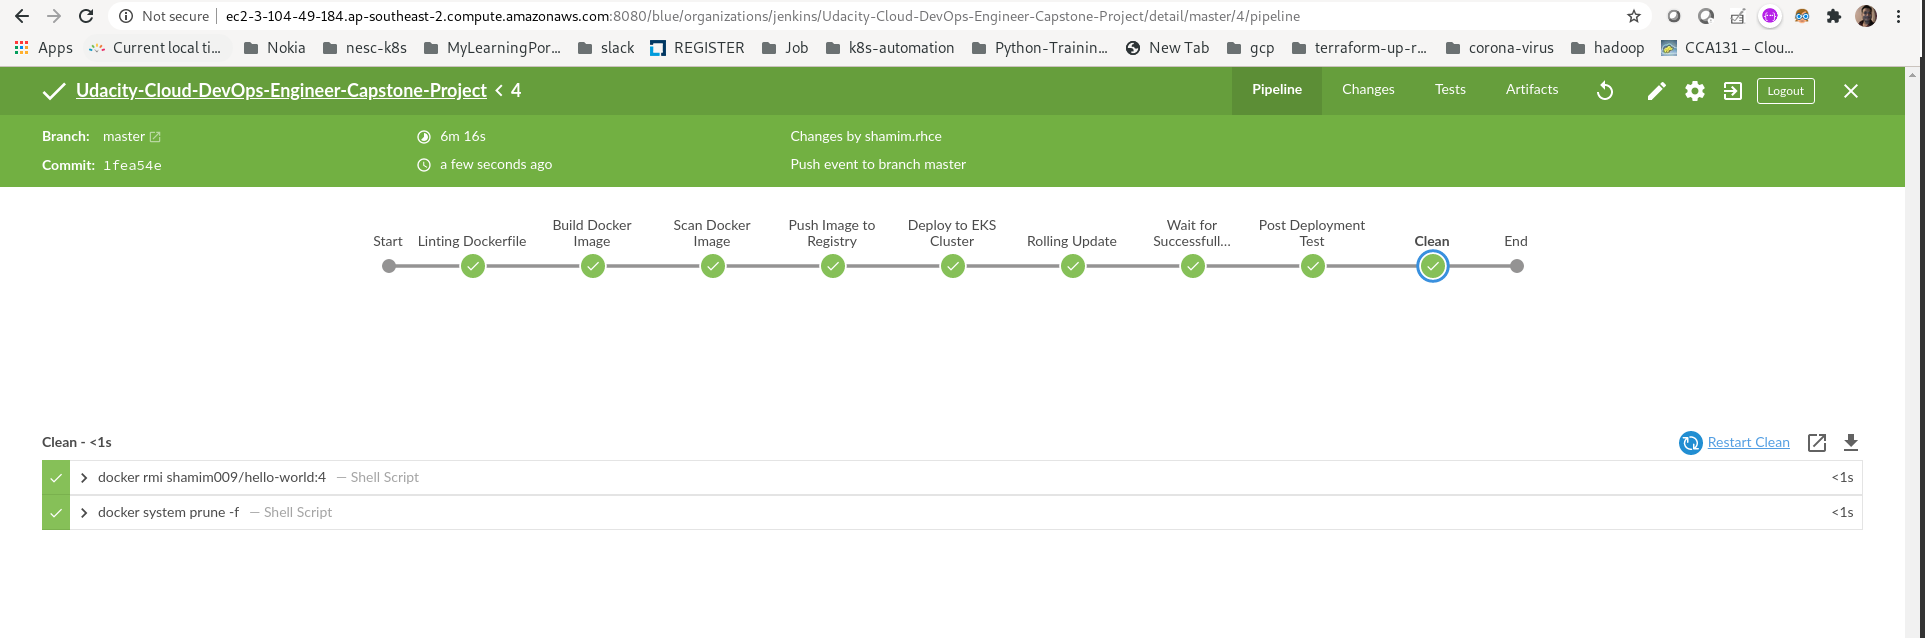 Not secure | ec2-3-104-49-184.ap-southeast-2.compute.amazonaws.com:8080/blue/organizations/jenkins/Udacity-Cloud-DevOps-Engineer-Capstone-Project/detail/master/4/pipeline
Apps Current local ti... Nokia nesc-k8s MyLearningPor... slack REGISTER Job k8s-automation Python-Trainin... New Tab gcp terraform-up-r... corona-virus hadoop CCA131 – Clou...
Udacity-Cloud-DevOps-Engineer-Capstone-Project < 4 Pipeline Changes Tests Artifacts Logout
Branch: master 6m 16s Changes by shamim.rhce
Commit: 1fea54e a few seconds ago Push event to branch master
Start Linting Dockerfile Build Docker Image Scan Docker Image Push Image to Registry Deploy to EKS Cluster Rolling Update Wait for Successfull... Post Deployment Test Clean End
Clean - <1s Restart Clean
docker rmi shamim009/hello-world:4 — Shell Script <1s
docker system prune -f — Shell Script <1s